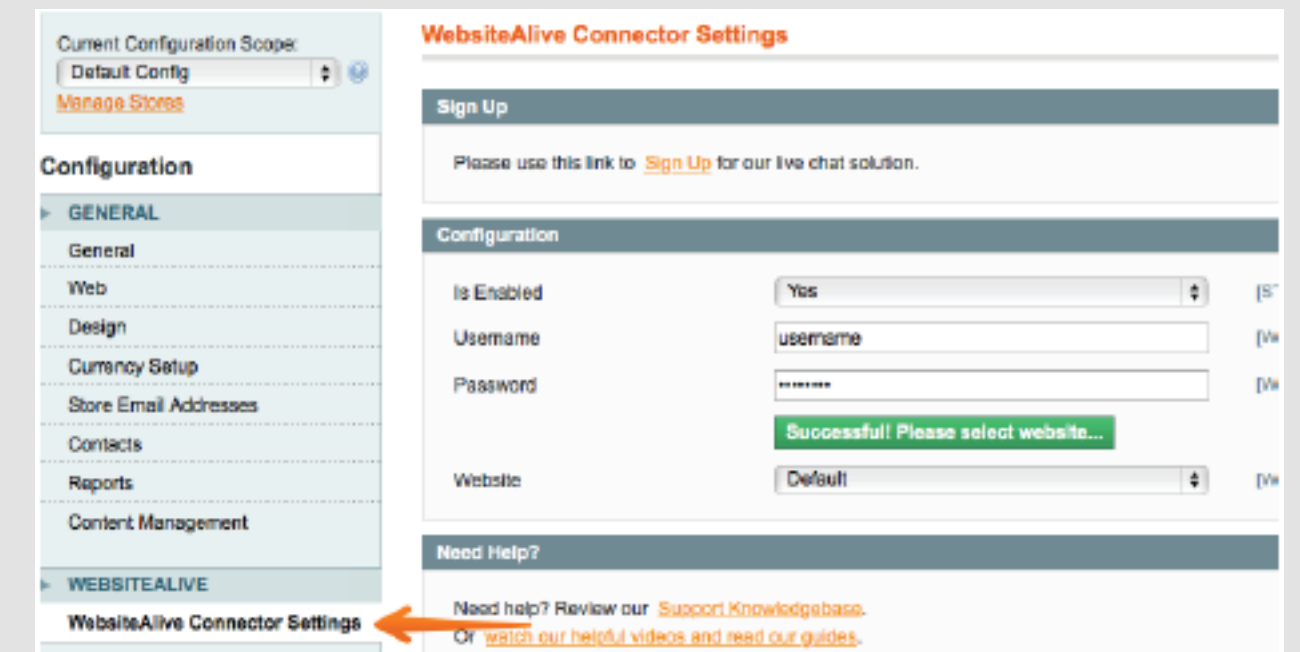 Current Configuration Scope:
Default Config
Manage Stores
Configuration
GENERAL
General
Web
Design
Currency Setup
Store Email Addresses
Contacts
Reports
Content Management
WEBSITEALIVE
WebsiteAlive Connector Settings
WebsiteAlive Connector Settings
Sign Up
Please use this link to Sign Up for our live chat solution.
Configuration
Is Enabled Yes
Username username
Password
Successful! Please select website...
Website Default
Need Help?
Need help? Review our Support Knowledgebase.
Or watch our helpful videos and read our guides.